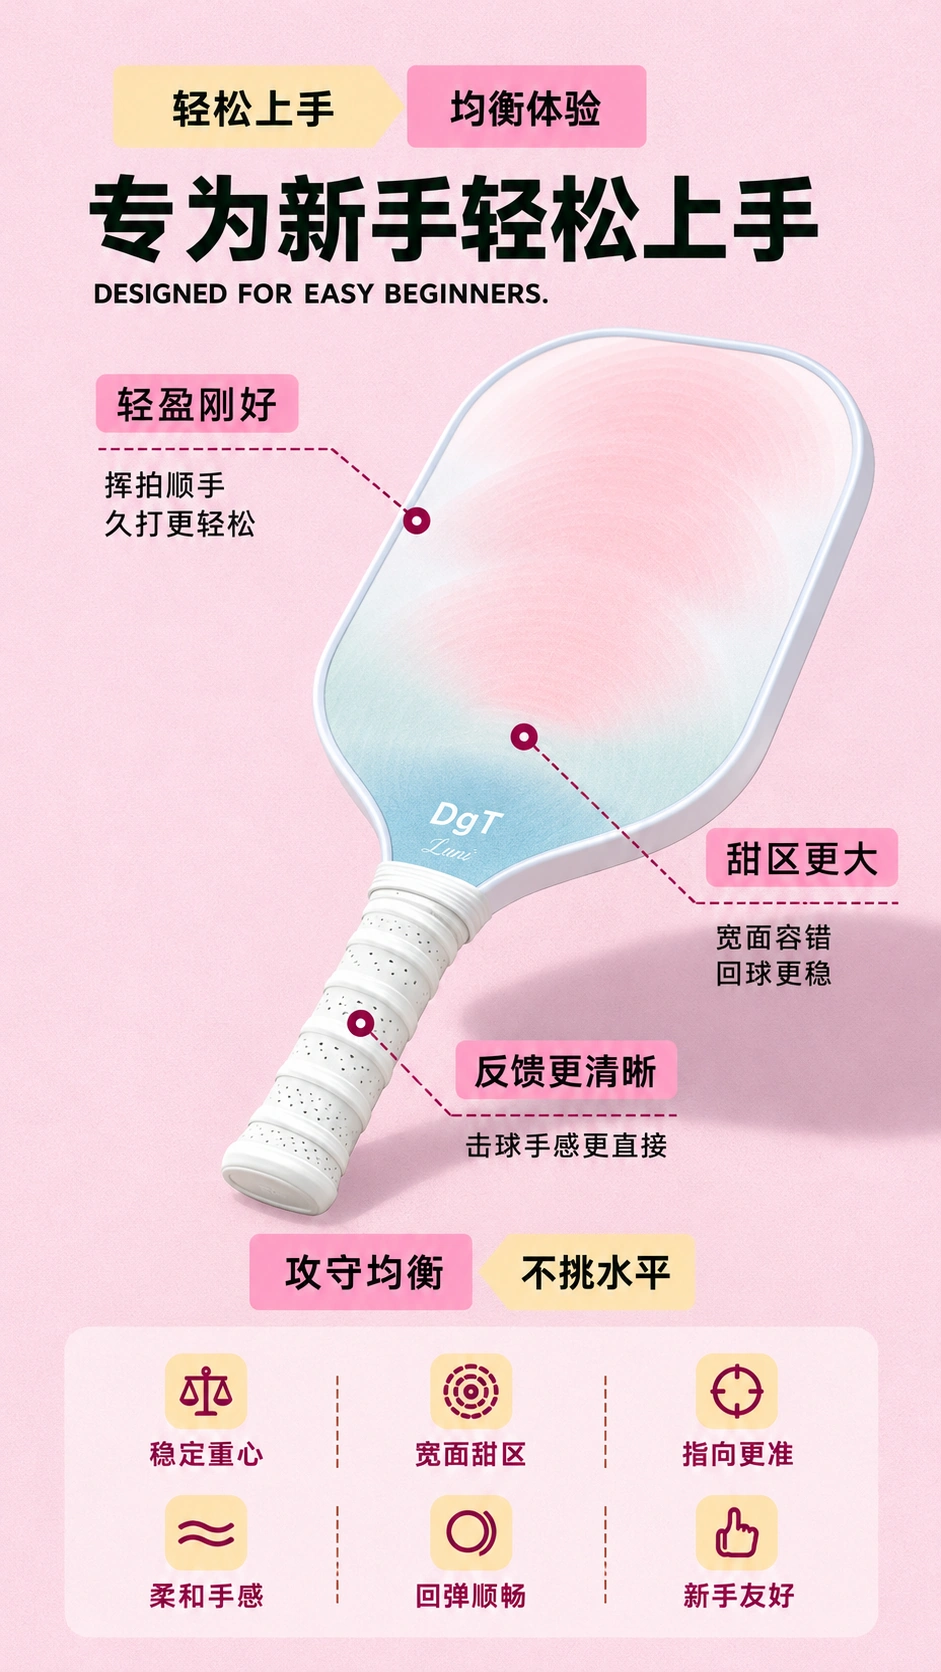 轻松上手
均衡体验
专为新手轻松上手
DESIGNED FOR EASY BEGINNERS.
轻盈刚好
挥拍顺手
久打更轻松
DgT
Luni
甜区更大
宽面容错
回球更稳
反馈更清晰
击球手感更直接
攻守均衡
不挑水平
稳定重心
宽面甜区
指向更准
柔和手感
回弹顺畅
新手友好